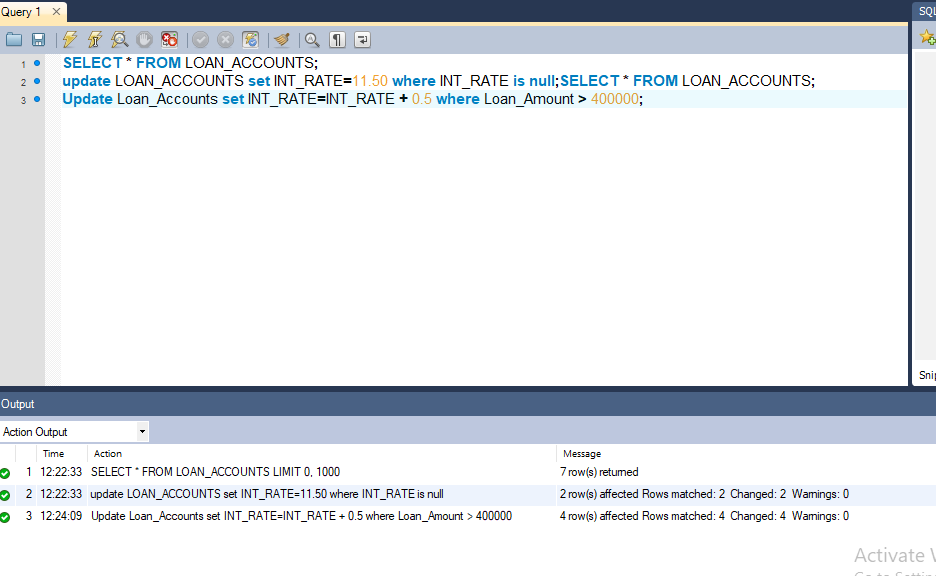 Query 1 ×
SQL
1 SELECT * FROM LOAN_ACCOUNTS;
2 update LOAN_ACCOUNTS set INT_RATE=11.50 where INT_RATE is null;SELECT * FROM LOAN_ACCOUNTS;
3 Update Loan_Accounts set INT_RATE=INT_RATE + 0.5 where Loan_Amount > 400000;
Snip
Output
Action Output
Time Action Message
1 12:22:33 SELECT * FROM LOAN_ACCOUNTS LIMIT 0, 1000 7 row(s) returned
2 12:22:33 update LOAN_ACCOUNTS set INT_RATE=11.50 where INT_RATE is null 2 row(s) affected Rows matched: 2 Changed: 2 Warnings: 0
3 12:24:09 Update Loan_Accounts set INT_RATE=INT_RATE + 0.5 where Loan_Amount > 400000 4 row(s) affected Rows matched: 4 Changed: 4 Warnings: 0
Activate W